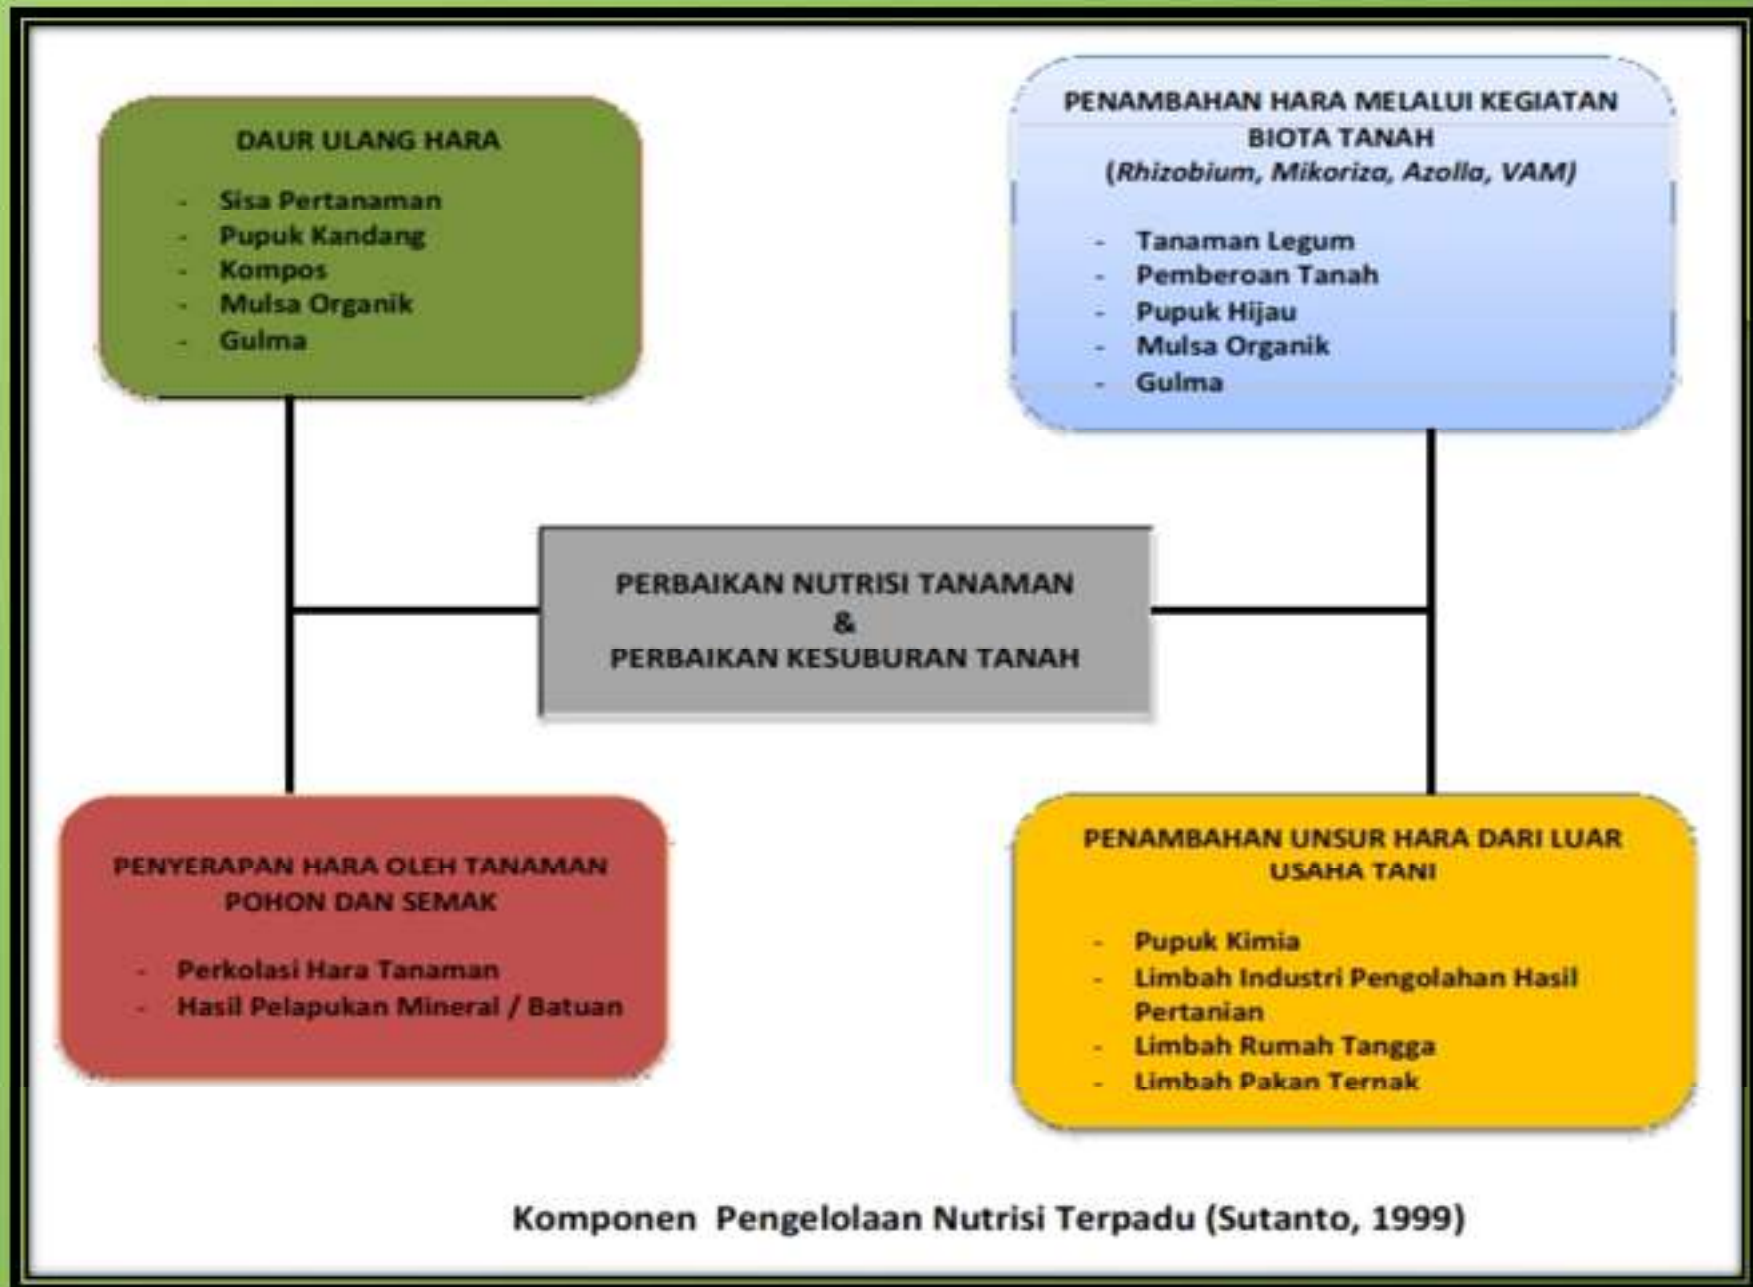 DAUR ULANG HARA
- Sisa Pertanaman
- Pupuk Kandang
- Kompos
- Mulsa Organik
- Gulma
PENAMBAHAN HARA MELALUI KEGIATAN
BIOTA TANAH
(Rhizobium, Mikoriza, Azolla, VAM)
- Tanaman Legum
- Pemberoan Tanah
- Pupuk Hijau
- Mulsa Organik
- Gulma
PERBAIKAN NUTRISI TANAMAN
&
PERBAIKAN KESUBURAN TANAH
PENYERAPAN HARA OLEH TANAMAN
POHON DAN SEMAK
- Perkolasi Hara Tanaman
- Hasil Pelapukan Mineral / Batuan
PENAMBAHAN UNSUR HARA DARI LUAR
USAHA TANI
- Pupuk Kimia
- Limbah Industri Pengolahan Hasil
Pertanian
- Limbah Rumah Tangga
- Limbah Pakan Ternak
Komponen Pengelolaan Nutrisi Terpadu (Sutanto, 1999)